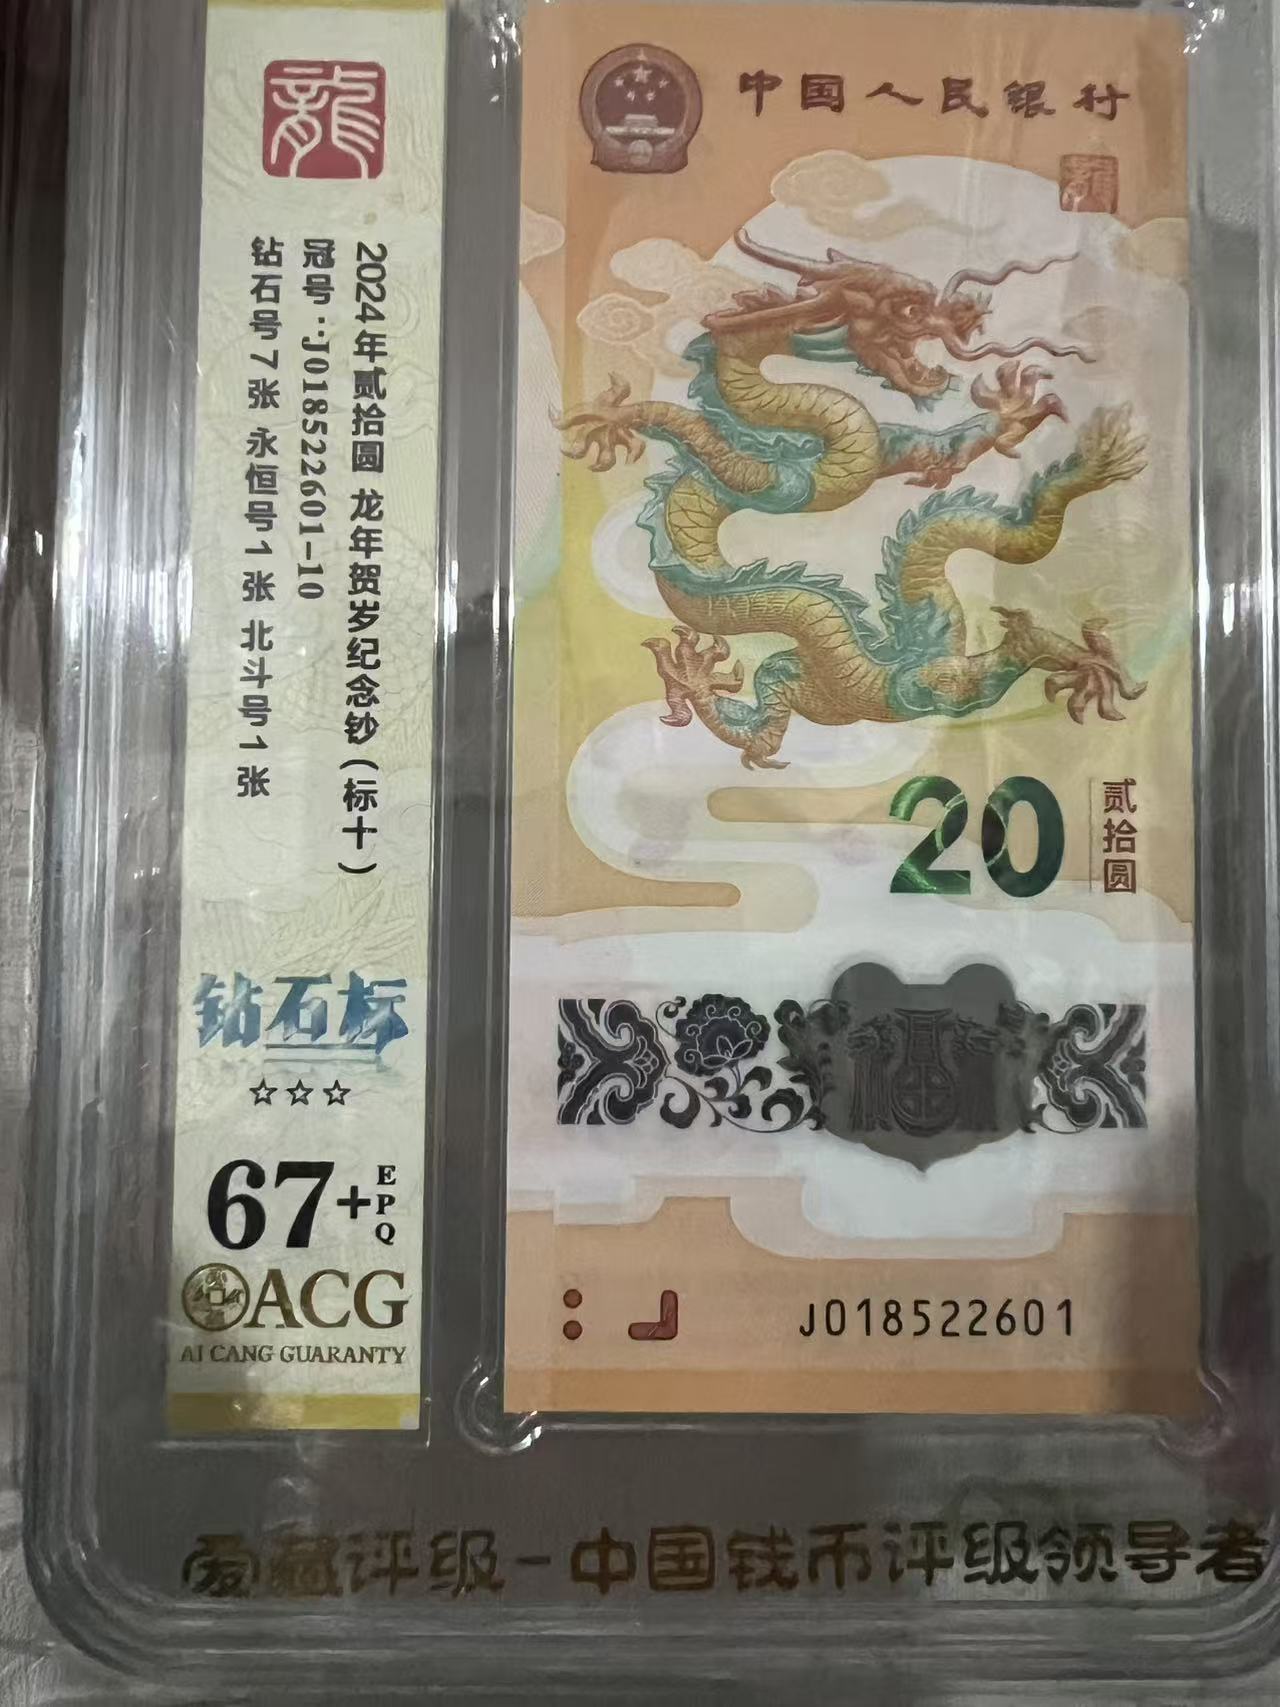 龍
2024年贰拾圆 龙年贺岁纪念钞（标十）
冠号：J018522601-10
钻石号7张 永恒号1张 北斗号1张
钻石标
☆☆☆
67+EPQ
ACG
AI CANG GUARANTY
中国人民银行
20
贰拾圆
J018522601
爱藏评级-中国钱币评级领导者